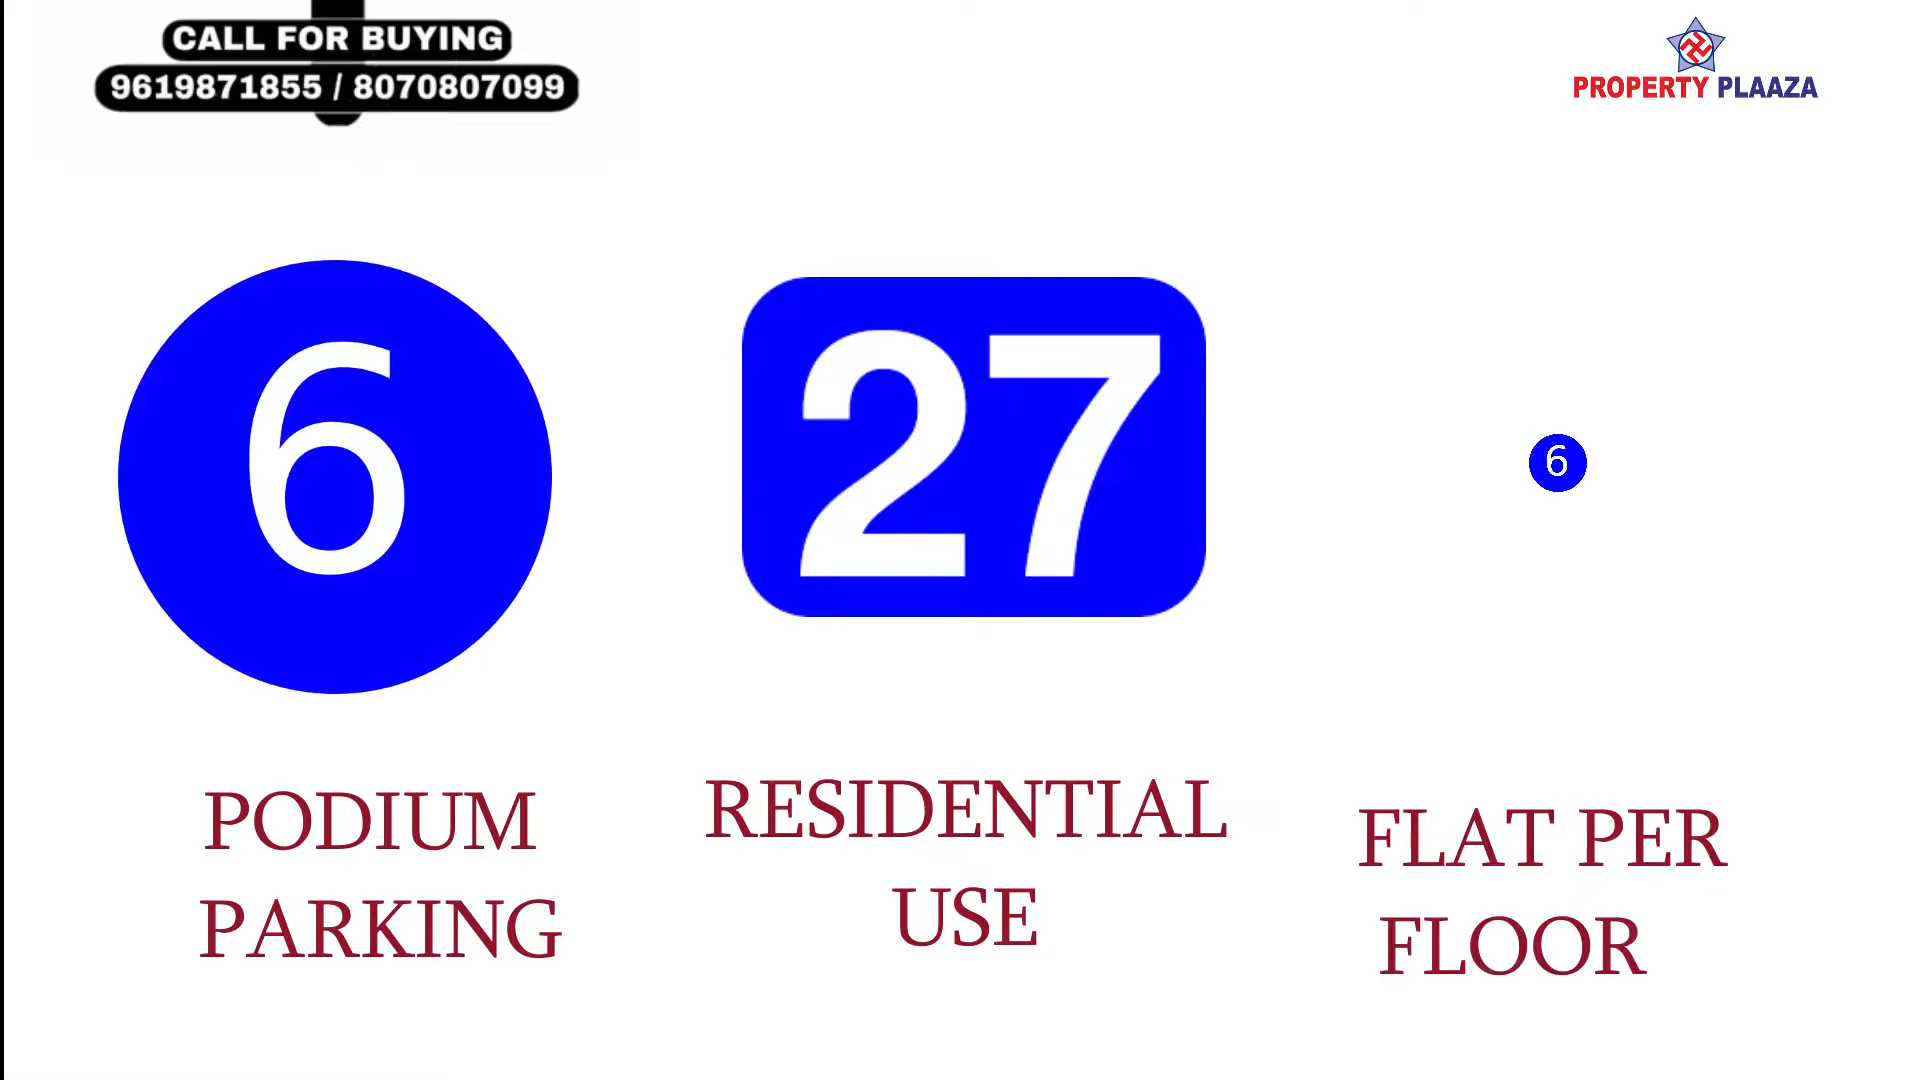 CALL FOR BUYING
9619871855 / 8070807099
PROPERTY PLAAZA
6
27
6
PODIUM
PARKING
RESIDENTIAL
USE
FLAT PER
FLOOR